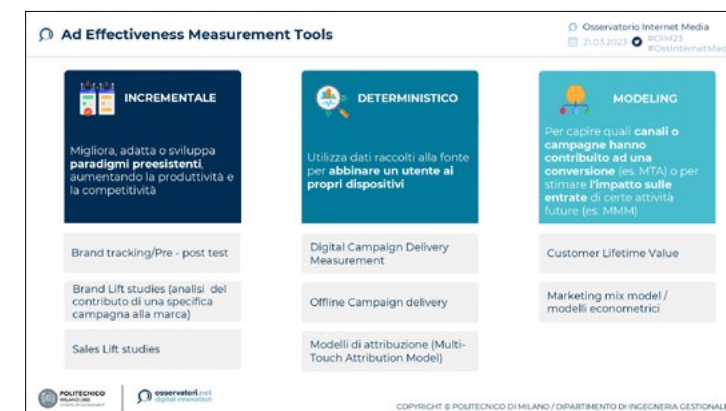 Ad Effectiveness Measurement Tools
Osservatorio Internet Media
21.03.2023 #OIM23
#OssInternetMed
INCREMENTALE
Migliora, adatta o sviluppa
paradigmi preesistenti,
aumentando la produttività e
la competitività
Brand tracking/Pre - post test
Brand Lift studies (analisi del
contributo di una specifica
campagna alla marca)
Sales Lift studies
DETERMINISTICO
Utilizza dati raccolti alla fonte
per abbinare un utente ai
propri dispositivi
Digital Campaign Delivery
Measurement
Offline Campaign delivery
Modelli di attribuzione (Multi-
Touch Attribution Model)
MODELING
Per capire quali canali o
campagne hanno
contribuito ad una
conversione (es. MTA) o per
stimare l'impatto sulle
entrate di certe attività
future (es. MMM)
Customer Lifetime Value
Marketing mix model /
modelli econometrici
POLITECNICO
MILANO 1863
osservatori.net
digital innovation
COPYRIGHT © POLITECNICO DI MILANO / DIPARTIMENTO DI INGEGNERIA GESTIONALE